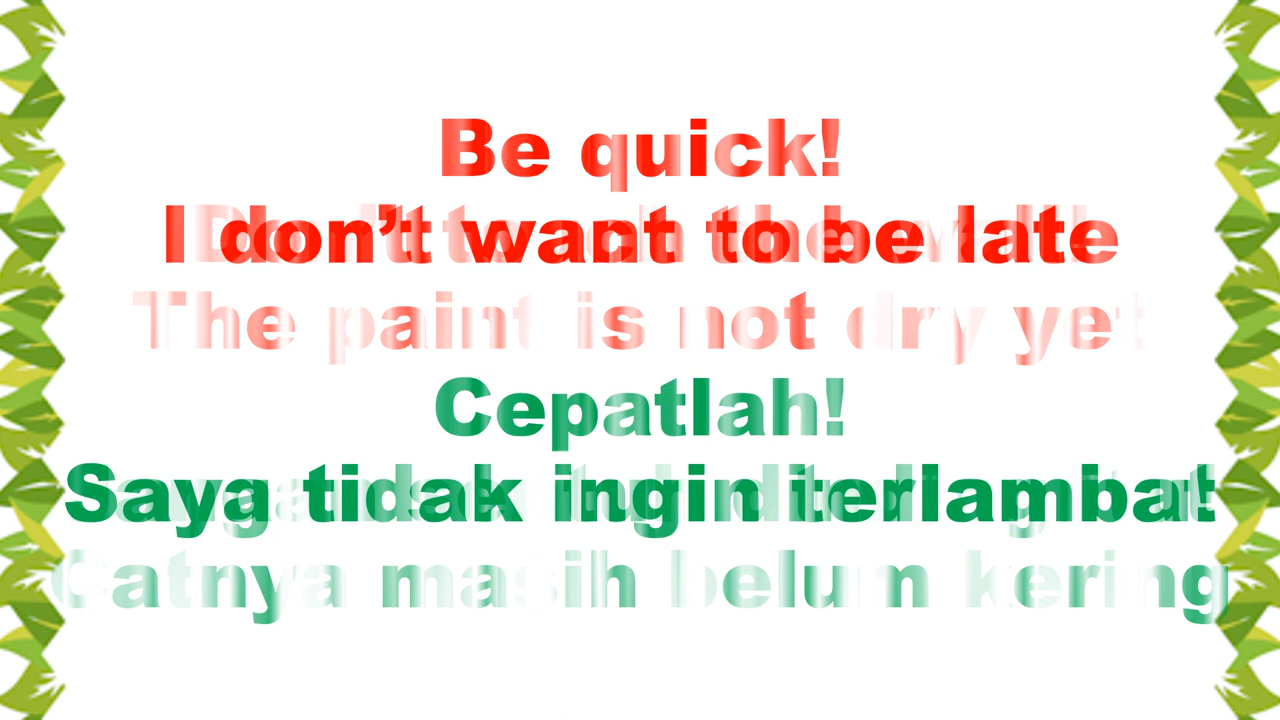 Be quick!
I don't want to be late
The paint is not dry yet
Cepatlah!
Saya tidak ingin terlambat
Catnya masih belum kering